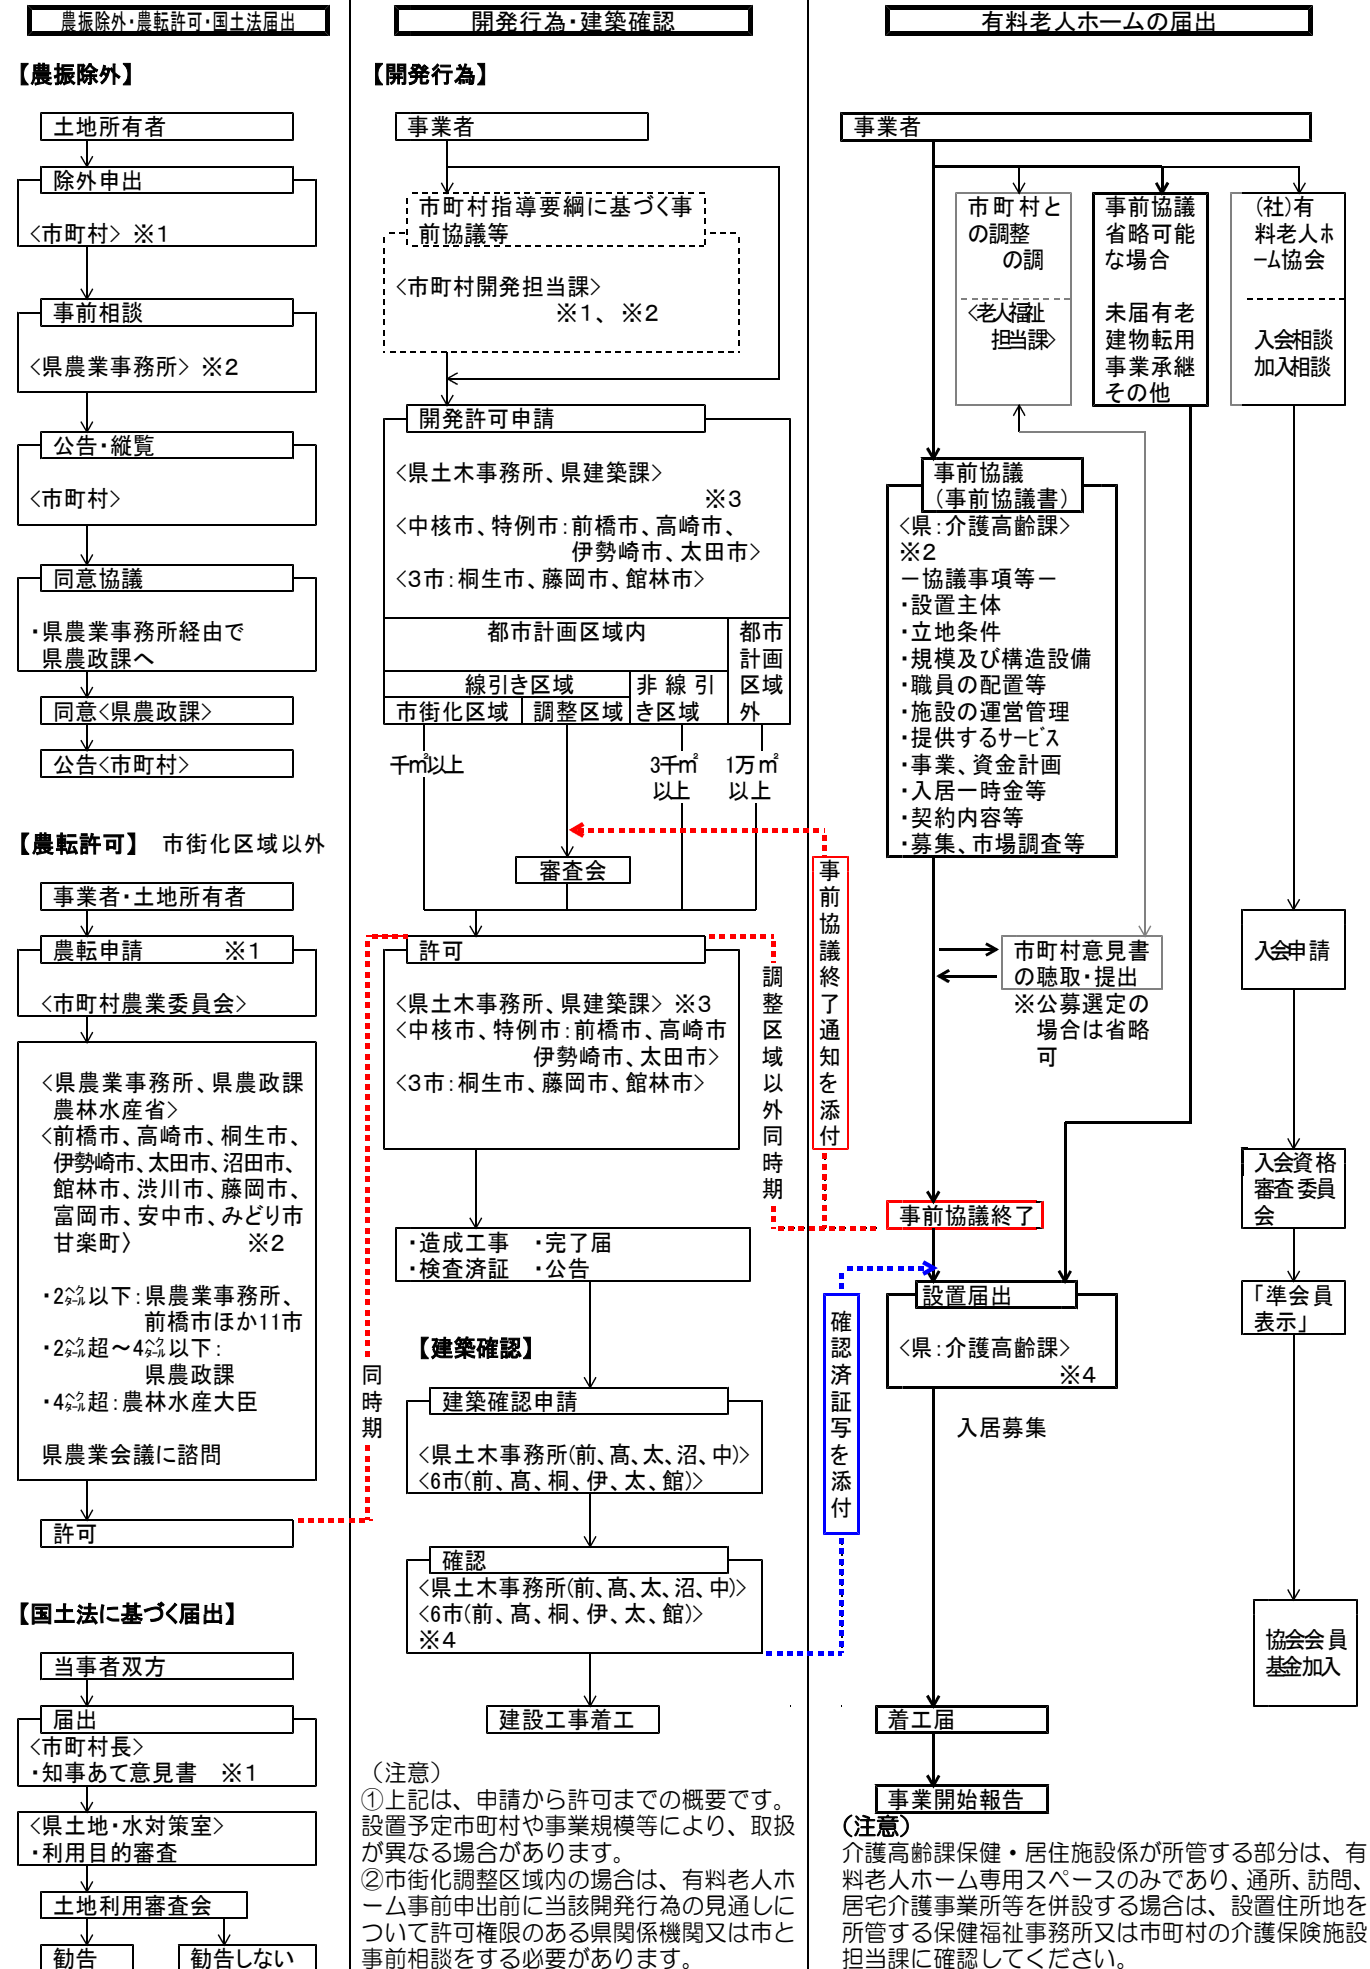 農振除外・農転許可・国土法届出
【農振除外】
土地所有者
除外申出
<市町村> ※1
事前相談
<県農業事務所> ※2
公告・縦覧
<市町村>
同意協議
・県農業事務所経由で
県農政課へ
同意<県農政課>
公告<市町村>
【農転許可】 市街化区域以外
事業者・土地所有者
農転申請 ※1
<市町村農業委員会>
<県農業事務所、県農政課
農林水産省>
<前橋市、高崎市、桐生市、
伊勢崎市、太田市、沼田市、
館林市、渋川市、藤岡市、
富岡市、安中市、みどり市
甘楽町> ※2
・2㌶以下:県農業事務所、
前橋市ほか11市
・2㌶超~4㌶以下:
県農政課
・4㌶超:農林水産大臣
県農業会議に諮問
許可
【国土法に基づく届出】
当事者双方
届出
<市町村長>
・知事あて意見書 ※1
<県土地・水対策室>
・利用目的審査
土地利用審査会
勧告
勧告しない
開発行為・建築確認
【開発行為】
事業者
市町村指導要綱に基づく事
前協議等
<市町村開発担当課>
※1、※2
開発許可申請
<県土木事務所、県建築課>
※3
<中核市、特例市:前橋市、高崎市、
伊勢崎市、太田市>
<3市:桐生市、藤岡市、館林市>
都市計画区域内
都市
計画
区域
外
線引き区域
非線引
き区域
市街化区域
調整区域
千㎡以上
3千㎡
以上
1万㎡
以上
審査会
許可
<県土木事務所、県建築課> ※3
<中核市、特例市:前橋市、高崎市
伊勢崎市、太田市>
<3市:桐生市、藤岡市、館林市>
調整区域以外同時期
・造成工事 ・完了届
・検査済証 ・公告
同時期
【建築確認】
建築確認申請
<県土木事務所(前、髙、太、沼、中)>
<6市(前、髙、桐、伊、太、館)>
確認
<県土木事務所(前、髙、太、沼、中)>
<6市(前、髙、桐、伊、太、館)>
※4
建設工事着工
(注意)
①上記は、申請から許可までの概要です。
設置予定市町村や事業規模等により、取扱
が異なる場合があります。
②市街化調整区域内の場合は、有料老人ホ
ーム事前申出前に当該開発行為の見通しに
ついて許可権限のある県関係機関又は市と
事前相談をする必要があります。
有料老人ホームの届出
事業者
市町村と
の調整
の調
<老人福祉
担当課>
事前協議
省略可能
な場合
未届有老
建物転用
事業承継
その他
(社)有
料老人ホ
ーム協会
入会相談
加入相談
事前協議
(事前協議書)
<県:介護高齢課>
※2
-協議事項等-
・設置主体
・立地条件
・規模及び構造設備
・職員の配置等
・施設の運営管理
・提供するサービス
・事業、資金計画
・入居一時金等
・契約内容等
・募集、市場調査等
事前協議終了通知を添付
市町村意見書
の聴取・提出
※公募選定の
場合は省略
可
入会申請
入会資格
審査委員
会
事前協議終了
設置届出
<県:介護高齢課>
※4
「準会員
表示」
確認済証写を添付
入居募集
協会会員
基金加入
着工届
事業開始報告
(注意)
介護高齢課保健・居住施設係が所管する部分は、有
料老人ホーム専用スペースのみであり、通所、訪問、
居宅介護事業所等を併設する場合は、設置住所地を
所管する保健福祉事務所又は市町村の介護保険施設
担当課に確認してください。